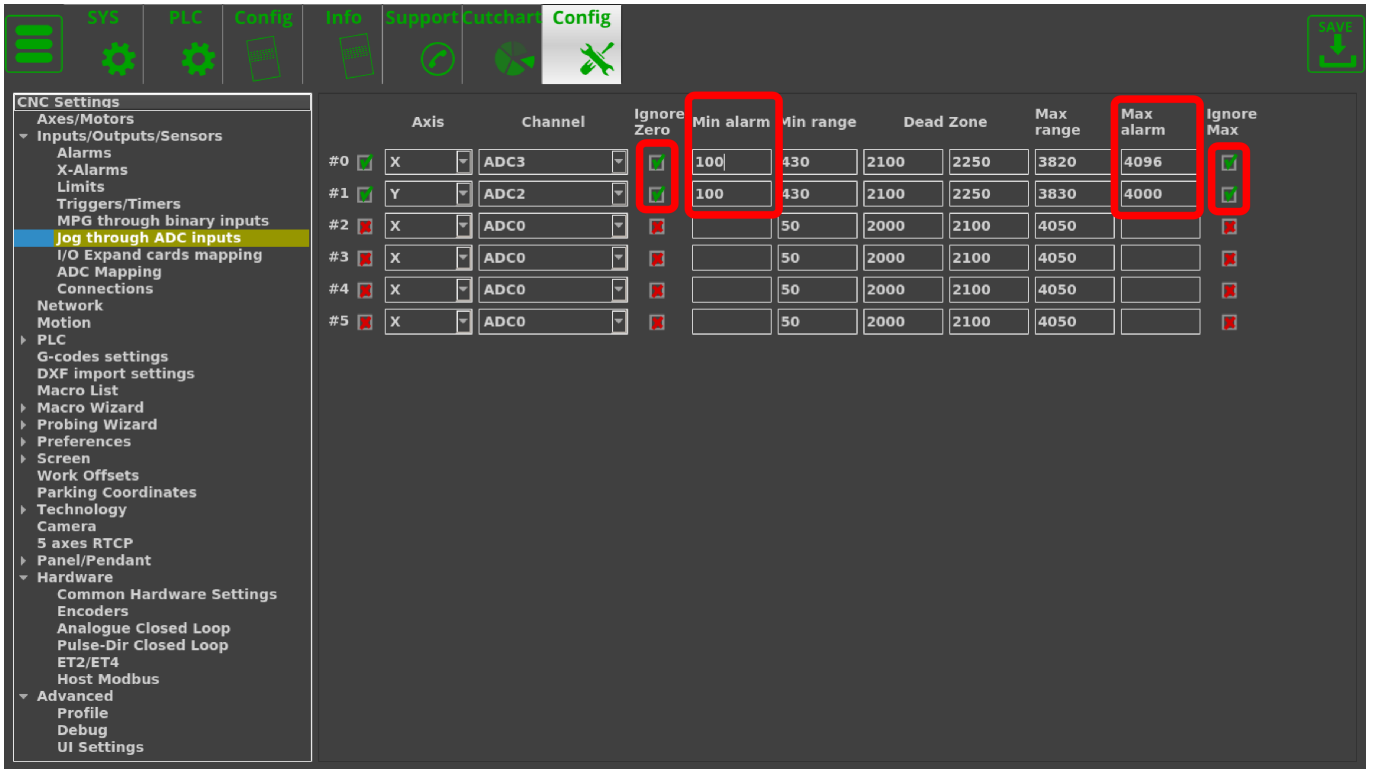 SYS
PLC
Config
Info
Support
Cutchart
Config
SAVE
CNC Settings
Axes/Motors
Inputs/Outputs/Sensors
Alarms
X-Alarms
Limits
Triggers/Timers
MPG through binary inputs
Jog through ADC inputs
I/O Expand cards mapping
ADC Mapping
Connections
Network
Motion
PLC
G-codes settings
DXF import settings
Macro List
Macro Wizard
Probing Wizard
Preferences
Screen
Work Offsets
Parking Coordinates
Technology
Camera
5 axes RTCP
Panel/Pendant
Hardware
Common Hardware Settings
Encoders
Analogue Closed Loop
Pulse-Dir Closed Loop
ET2/ET4
Host Modbus
Advanced
Profile
Debug
UI Settings
Axis Channel Ignore Zero Min alarm Min range Dead Zone Max range Max alarm Ignore Max
#0 X ADC3 100 430 2100 2250 3820 4096
#1 Y ADC2 100 430 2100 2250 3830 4000
#2 X ADC0 50 2000 2100 4050
#3 X ADC0 50 2000 2100 4050
#4 X ADC0 50 2000 2100 4050
#5 X ADC0 50 2000 2100 4050